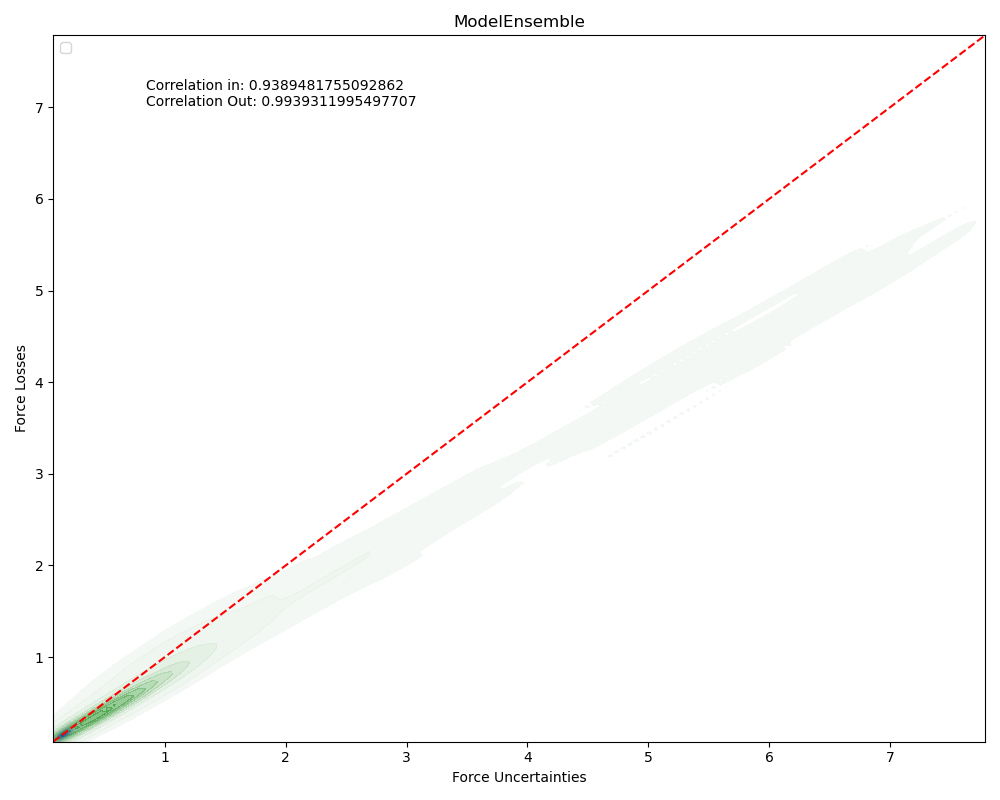 ModelEnsemble
Correlation in: 0.9389481755092862
Correlation Out: 0.9939311995497707
7
6
5
4
3
2
1
Force Losses
1 2 3 4 5 6 7
Force Uncertainties